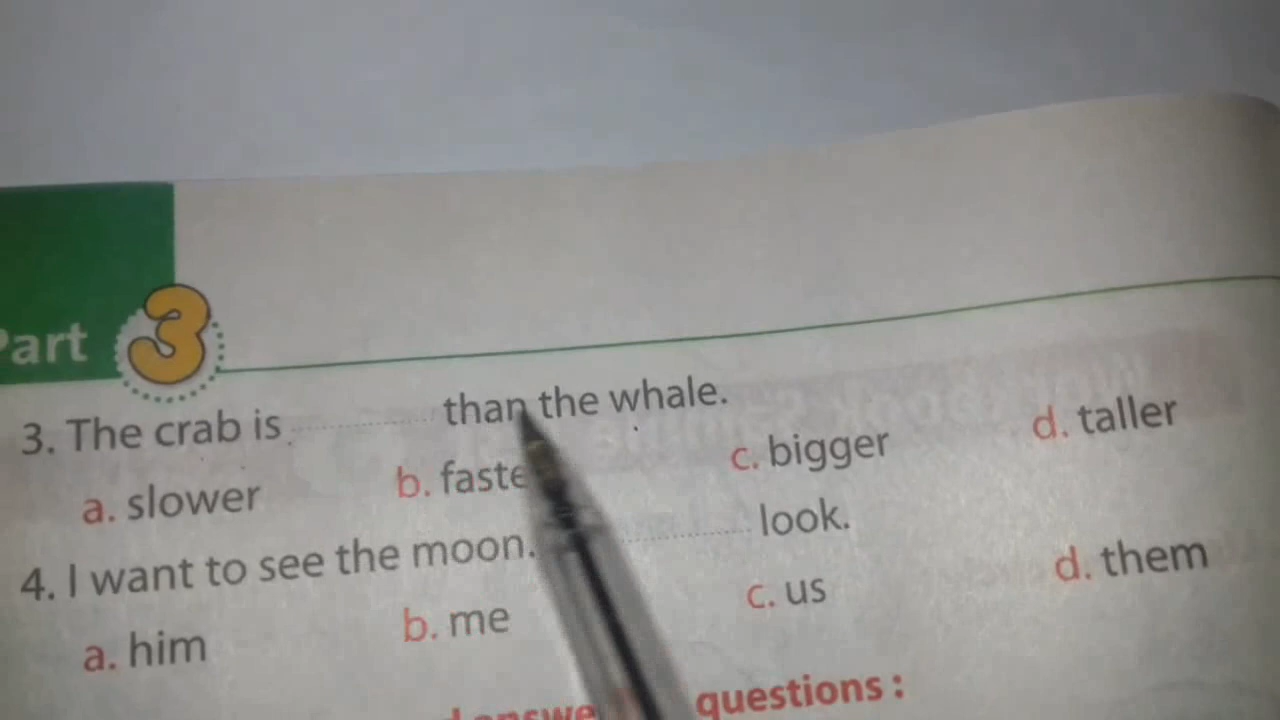 Part 3
3. The crab is ............ than the whale.
a. slower b. faste c. bigger d. taller
4. I want to see the moon. ............ look.
a. him b. me c. us d. them
questions :